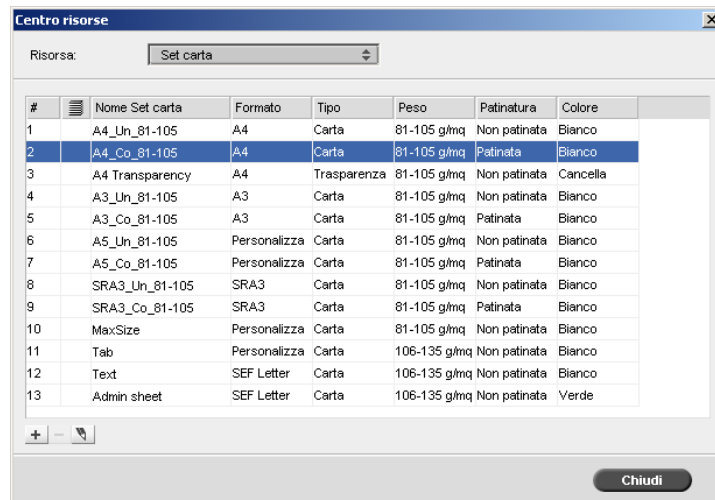 Centro risorse
Risorsa: Set carta
# Nome Set carta Formato Tipo Peso Patinatura Colore
1 A4_Un_81-105 A4 Carta 81-105 g/mq Non patinata Bianco
2 A4_Co_81-105 A4 Carta 81-105 g/mq Patinata Bianco
3 A4 Transparency A4 Trasparenza 81-105 g/mq Non patinata Cancella
4 A3_Un_81-105 A3 Carta 81-105 g/mq Non patinata Bianco
5 A3_Co_81-105 A3 Carta 81-105 g/mq Patinata Bianco
6 A5_Un_81-105 Personalizza Carta 81-105 g/mq Non patinata Bianco
7 A5_Co_81-105 Personalizza Carta 81-105 g/mq Patinata Bianco
8 SRA3_Un_81-105 SRA3 Carta 81-105 g/mq Non patinata Bianco
9 SRA3_Co_81-105 SRA3 Carta 81-105 g/mq Patinata Bianco
10 MaxSize Personalizza Carta 81-105 g/mq Non patinata Bianco
11 Tab Personalizza Carta 106-135 g/mq Non patinata Bianco
12 Text SEF Letter Carta 106-135 g/mq Non patinata Bianco
13 Admin sheet SEF Letter Carta 106-135 g/mq Non patinata Verde
Chiudi